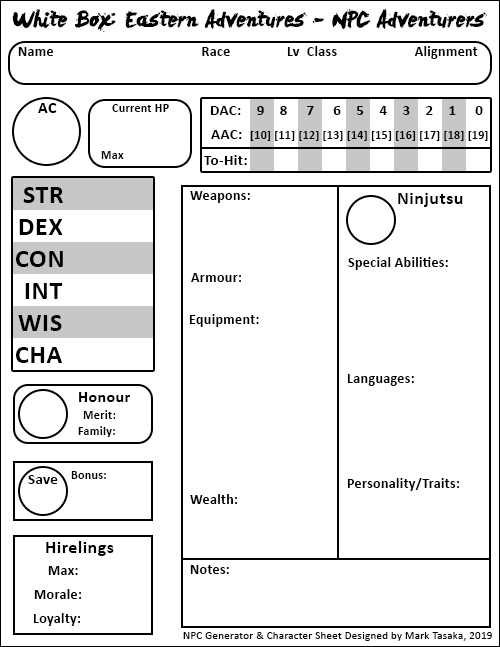 White Box: Eastern Adventures - NPC Adventurers
Name Race Lv Class Alignment
AC
Current HP
Max
DAC: 9 8 7 6 5 4 3 2 1 0
AAC: [10] [11] [12] [13] [14] [15] [16] [17] [18] [19]
To-Hit:
STR
DEX
CON
INT
WIS
CHA
Honour
Merit:
Family:
Save
Bonus:
Hirelings
Max:
Morale:
Loyalty:
Weapons:
Armour:
Equipment:
Wealth:
Ninjutsu
Special Abilities:
Languages:
Personality/Traits:
Notes:
NPC Generator & Character Sheet Designed by Mark Tasaka, 2019